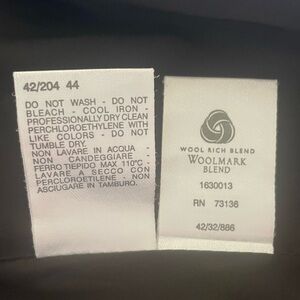 42/204 44
DO NOT WASH - DO NOT
BLEACH - COOL IRON -
PROFESSIONALLY DRY CLEAN
PERCHLOROETHYLENE WITH
LIKE COLORS - DO NOT
TUMBLE DRY.
NON LAVARE IN ACQUA -
NON CANDEGGIARE -
FERRO TIEPIDO MAX 110°C -
LAVARE A SECCO CON
PERCLOROETILENE - NON
ASCIUGARE IN TAMBURO.
WOOL RICH BLEND
WOOLMARK
BLEND
1630013
RN 73136
42/32/886